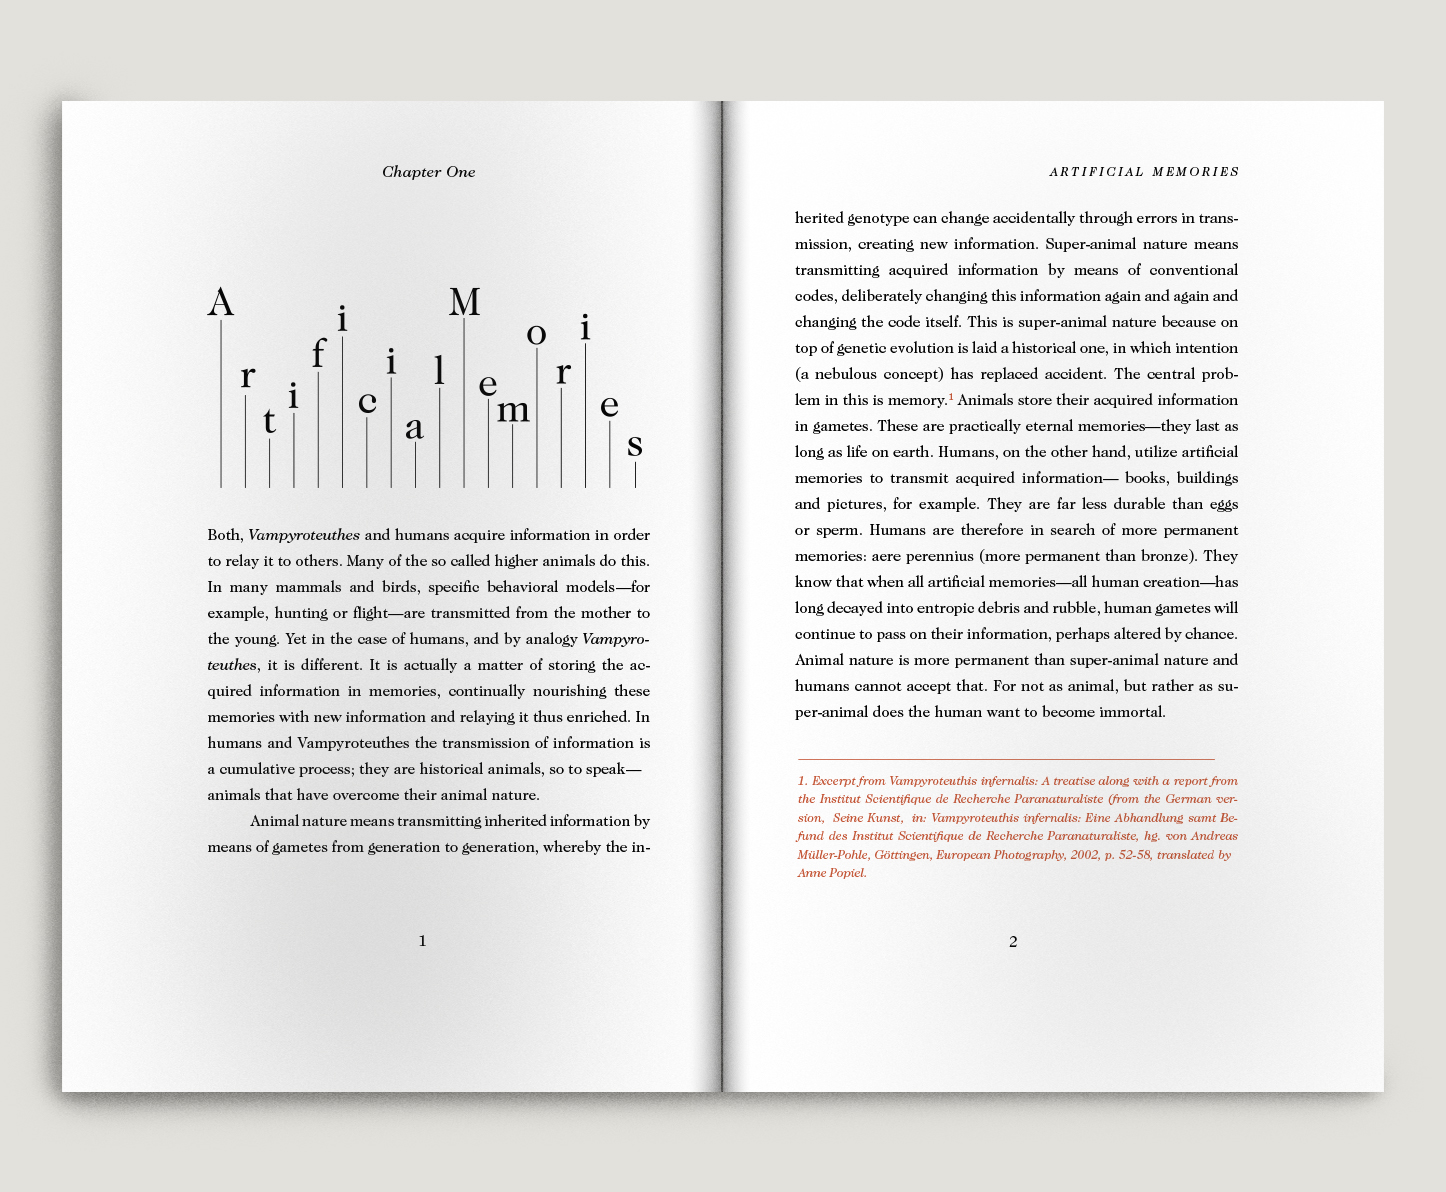 Chapter One
Artificial Memories
Both, Vampyroteuthes and humans acquire information in order
to relay it to others. Many of the so called higher animals do this.
In many mammals and birds, specific behavioral models—for
example, hunting or flight—are transmitted from the mother to
the young. Yet in the case of humans, and by analogy Vampyro-
teuthes, it is different. It is actually a matter of storing the ac-
quired information in memories, continually nourishing these
memories with new information and relaying it thus enriched. In
humans and Vampyroteuthes the transmission of information is
a cumulative process; they are historical animals, so to speak—
animals that have overcome their animal nature.
Animal nature means transmitting inherited information by
means of gametes from generation to generation, whereby the in-
1
ARTIFICIAL MEMORIES
herited genotype can change accidentally through errors in trans-
mission, creating new information. Super-animal nature means
transmitting acquired information by means of conventional
codes, deliberately changing this information again and again and
changing the code itself. This is super-animal nature because on
top of genetic evolution is laid a historical one, in which intention
(a nebulous concept) has replaced accident. The central prob-
lem in this is memory.¹ Animals store their acquired information
in gametes. These are practically eternal memories—they last as
long as life on earth. Humans, on the other hand, utilize artificial
memories to transmit acquired information— books, buildings
and pictures, for example. They are far less durable than eggs
or sperm. Humans are therefore in search of more permanent
memories: aere perennius (more permanent than bronze). They
know that when all artificial memories—all human creation—has
long decayed into entropic debris and rubble, human gametes will
continue to pass on their information, perhaps altered by chance.
Animal nature is more permanent than super-animal nature and
humans cannot accept that. For not as animal, but rather as su-
per-animal does the human want to become immortal.
1. Excerpt from Vampyroteuthis infernalis: A treatise along with a report from
the Institut Scientifique de Recherche Paranaturaliste (from the German ver-
sion, Seine Kunst, in: Vampyroteuthis infernalis: Eine Abhandlung samt Be-
fund des Institut Scientifique de Recherche Paranaturaliste, hg. von Andreas
Müller-Pohle, Göttingen, European Photography, 2002, p. 52-58, translated by
Anne Popiel.
2